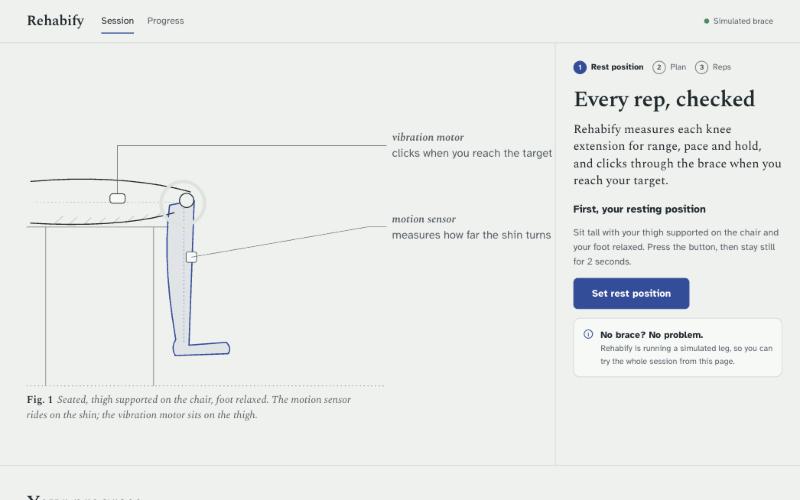 Rehabify Session Progress Simulated brace
vibration motor
clicks when you reach the target
motion sensor
measures how far the shin turns
Fig. 1 Seated, thigh supported on the chair, foot relaxed. The motion sensor
rides on the shin; the vibration motor sits on the thigh.
1 Rest position 2 Plan 3 Reps
Every rep, checked
Rehabify measures each knee
extension for range, pace and hold,
and clicks through the brace when you
reach your target.
First, your resting position
Sit tall with your thigh supported on the chair and
your foot relaxed. Press the button, then stay still
for 2 seconds.
Set rest position
No brace? No problem.
Rehabify is running a simulated leg, so you can
try the whole session from this page.